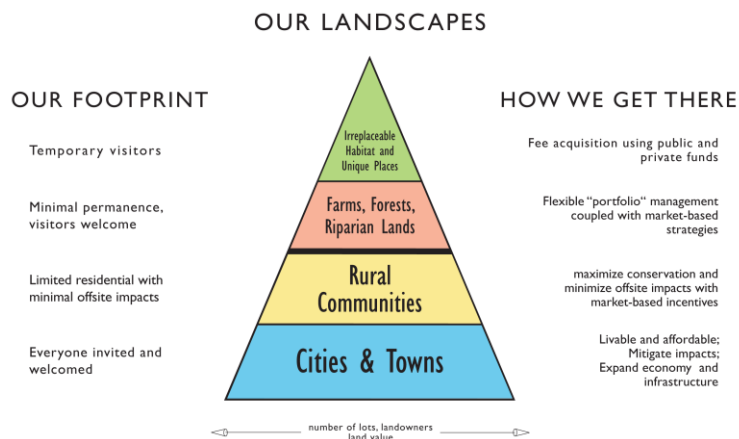 OUR LANDSCAPES
OUR FOOTPRINT
HOW WE GET THERE
Temporary visitors
Irreplaceable
Habitat and
Unique Places
Fee acquisition using public and
private funds
Minimal permanence,
visitors welcome
Farms, Forests,
Riparian Lands
Flexible “portfolio“ management
coupled with market-based
strategies
Limited residential with
minimal offsite impacts
Rural
Communities
maximize conservation and
minimize offsite impacts with
market-based incentives
Everyone invited and
welcomed
Cities & Towns
Livable and affordable;
Mitigate impacts;
Expand economy and
infrastructure
number of lots, landowners
land value